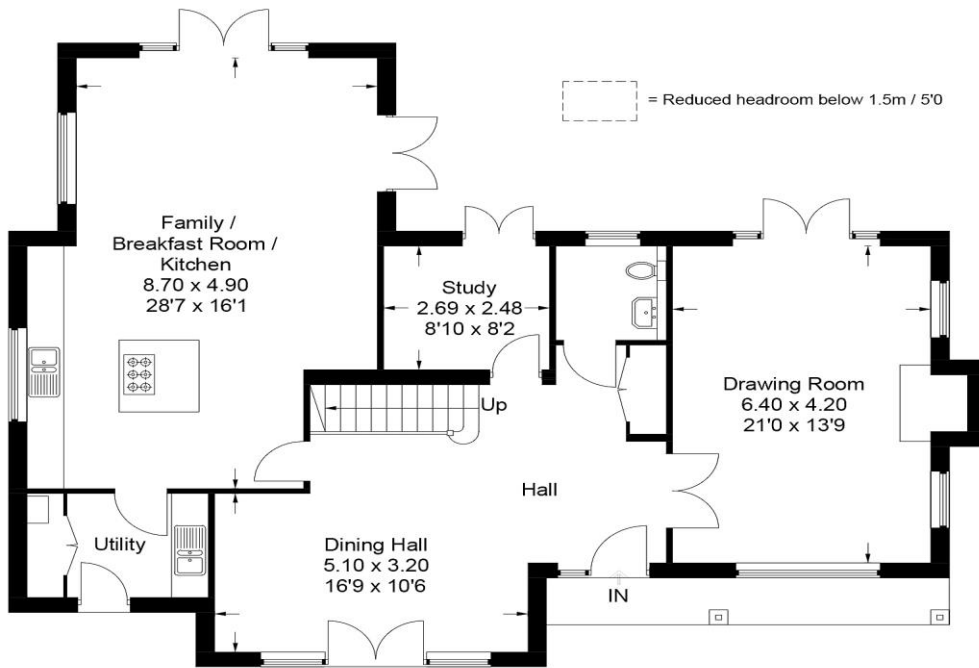 = Reduced headroom below 1.5m / 5'0
Family /
Breakfast Room /
Kitchen
8.70 x 4.90
28'7 x 16'1
Study
2.69 x 2.48
8'10 x 8'2
Drawing Room
6.40 x 4.20
21'0 x 13'9
Up
Hall
Utility
Dining Hall
5.10 x 3.20
16'9 x 10'6
IN